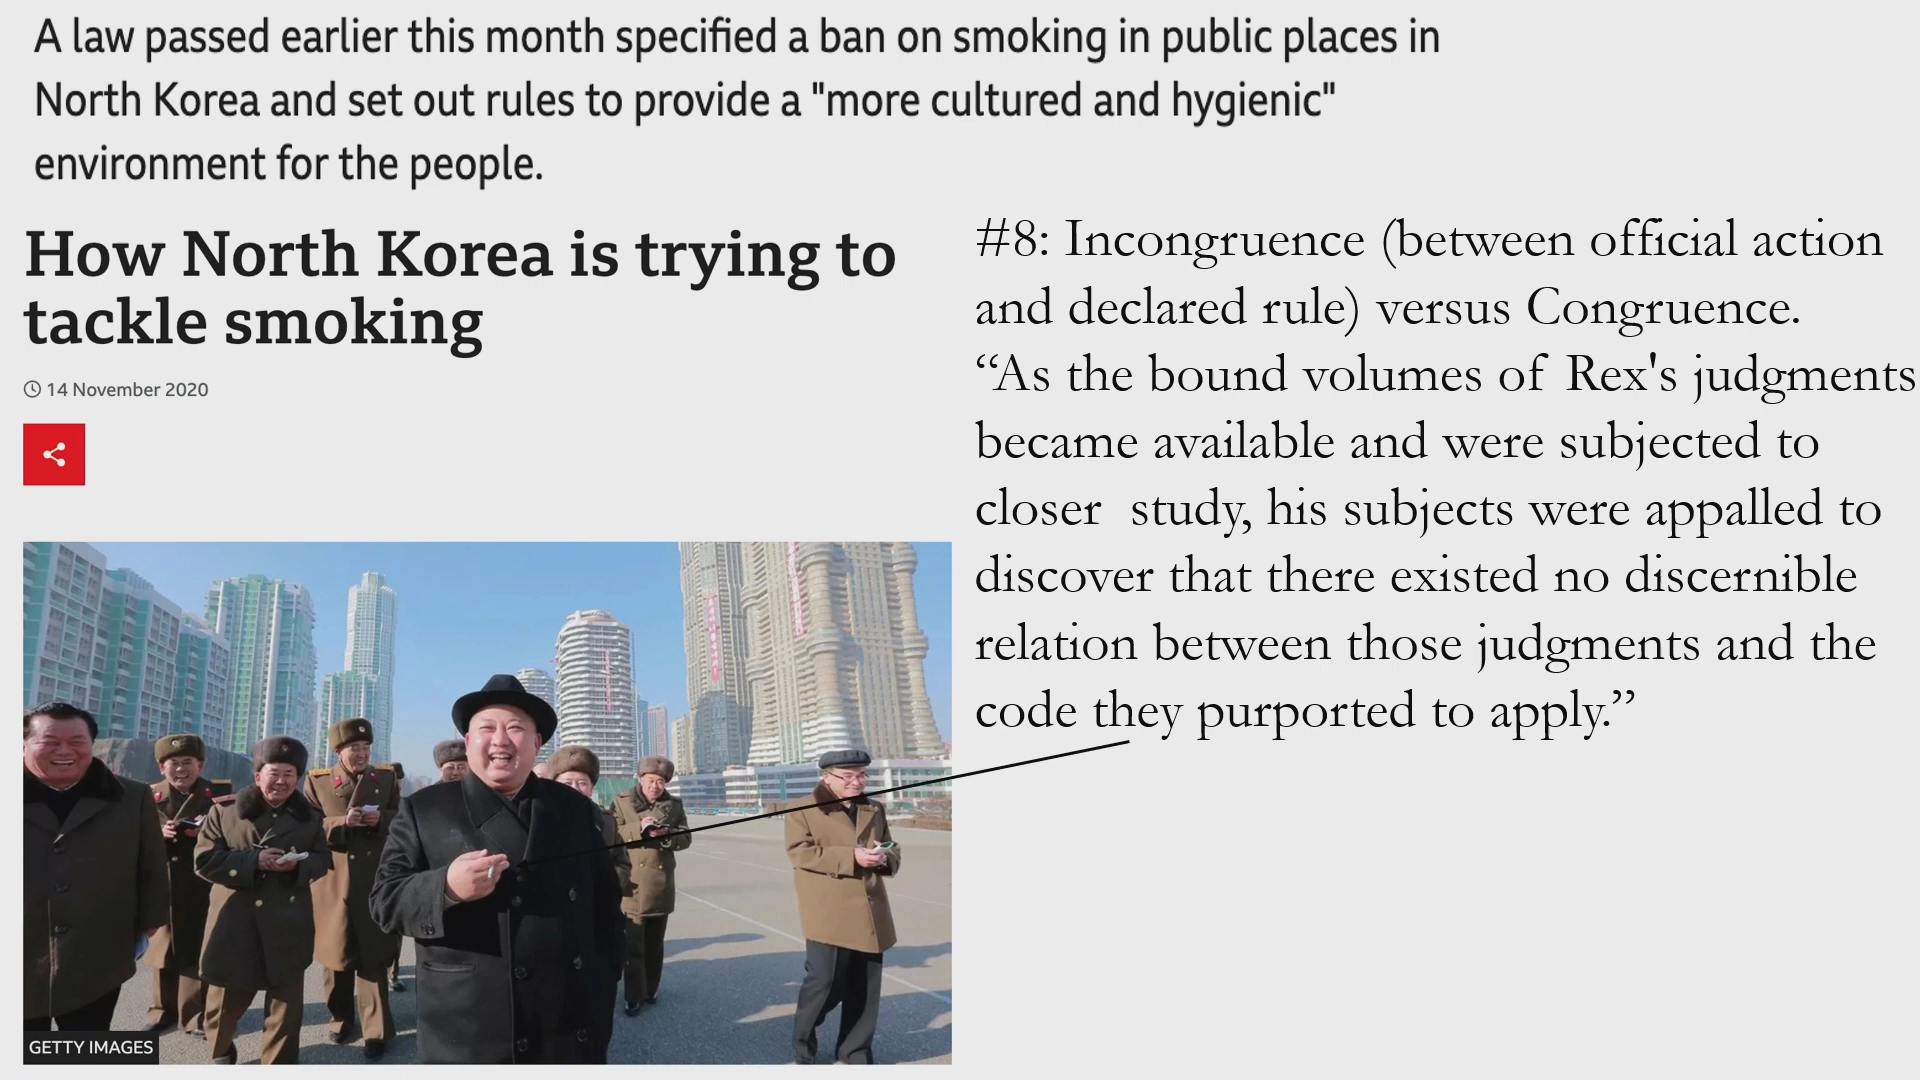 A law passed earlier this month specified a ban on smoking in public places in
North Korea and set out rules to provide a "more cultured and hygienic"
environment for the people.
How North Korea is trying to
tackle smoking
14 November 2020
#8: Incongruence (between official action
and declared rule) versus Congruence.
“As the bound volumes of Rex's judgments
became available and were subjected to
closer study, his subjects were appalled to
discover that there existed no discernible
relation between those judgments and the
code they purported to apply.”
GETTY IMAGES